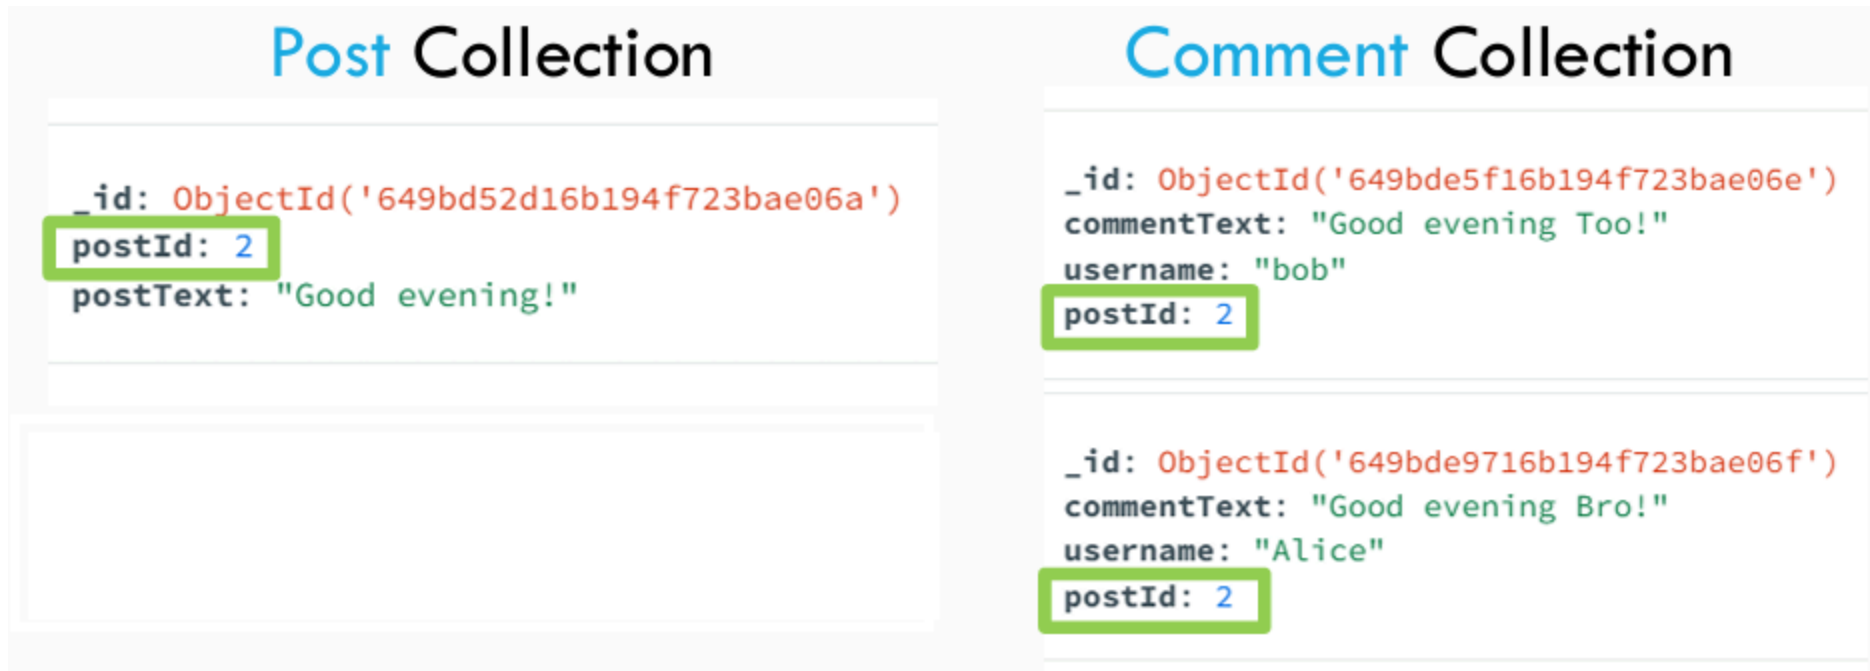 Post Collection
_id: ObjectId('649bd52d16b194f723bae06a')
postId: 2
postText: "Good evening!"
Comment Collection
_id: ObjectId('649bde5f16b194f723bae06e')
commentText: "Good evening Too!"
username: "bob"
postId: 2
_id: ObjectId('649bde9716b194f723bae06f')
commentText: "Good evening Bro!"
username: "Alice"
postId: 2